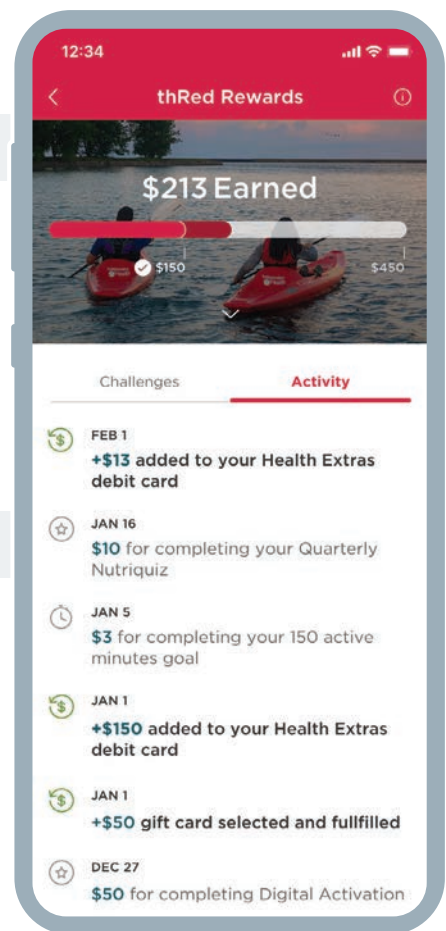 12:34
thRed Rewards
$213 Earned
$150
$450
Challenges
Activity
FEB 1
+$13 added to your Health Extras
debit card
JAN 16
$10 for completing your Quarterly
Nutriquiz
JAN 5
$3 for completing your 150 active
minutes goal
JAN 1
+$150 added to your Health Extras
debit card
JAN 1
+$50 gift card selected and fullfilled
DEC 27
$50 for completing Digital Activation